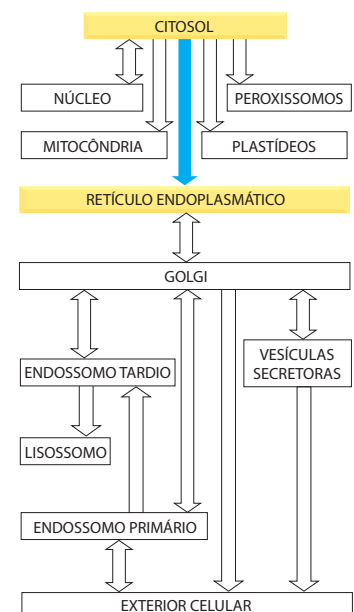 CITOSOL
NÚCLEO
PEROXISSOMOS
MITOCÔNDRIA
PLASTÍDEOS
RETÍCULO ENDOPLASMÁTICO
GOLGI
ENDOSSOMO TARDIO
VESÍCULAS
SECRETORAS
LISOSSOMO
ENDOSSOMO PRIMÁRIO
EXTERIOR CELULAR